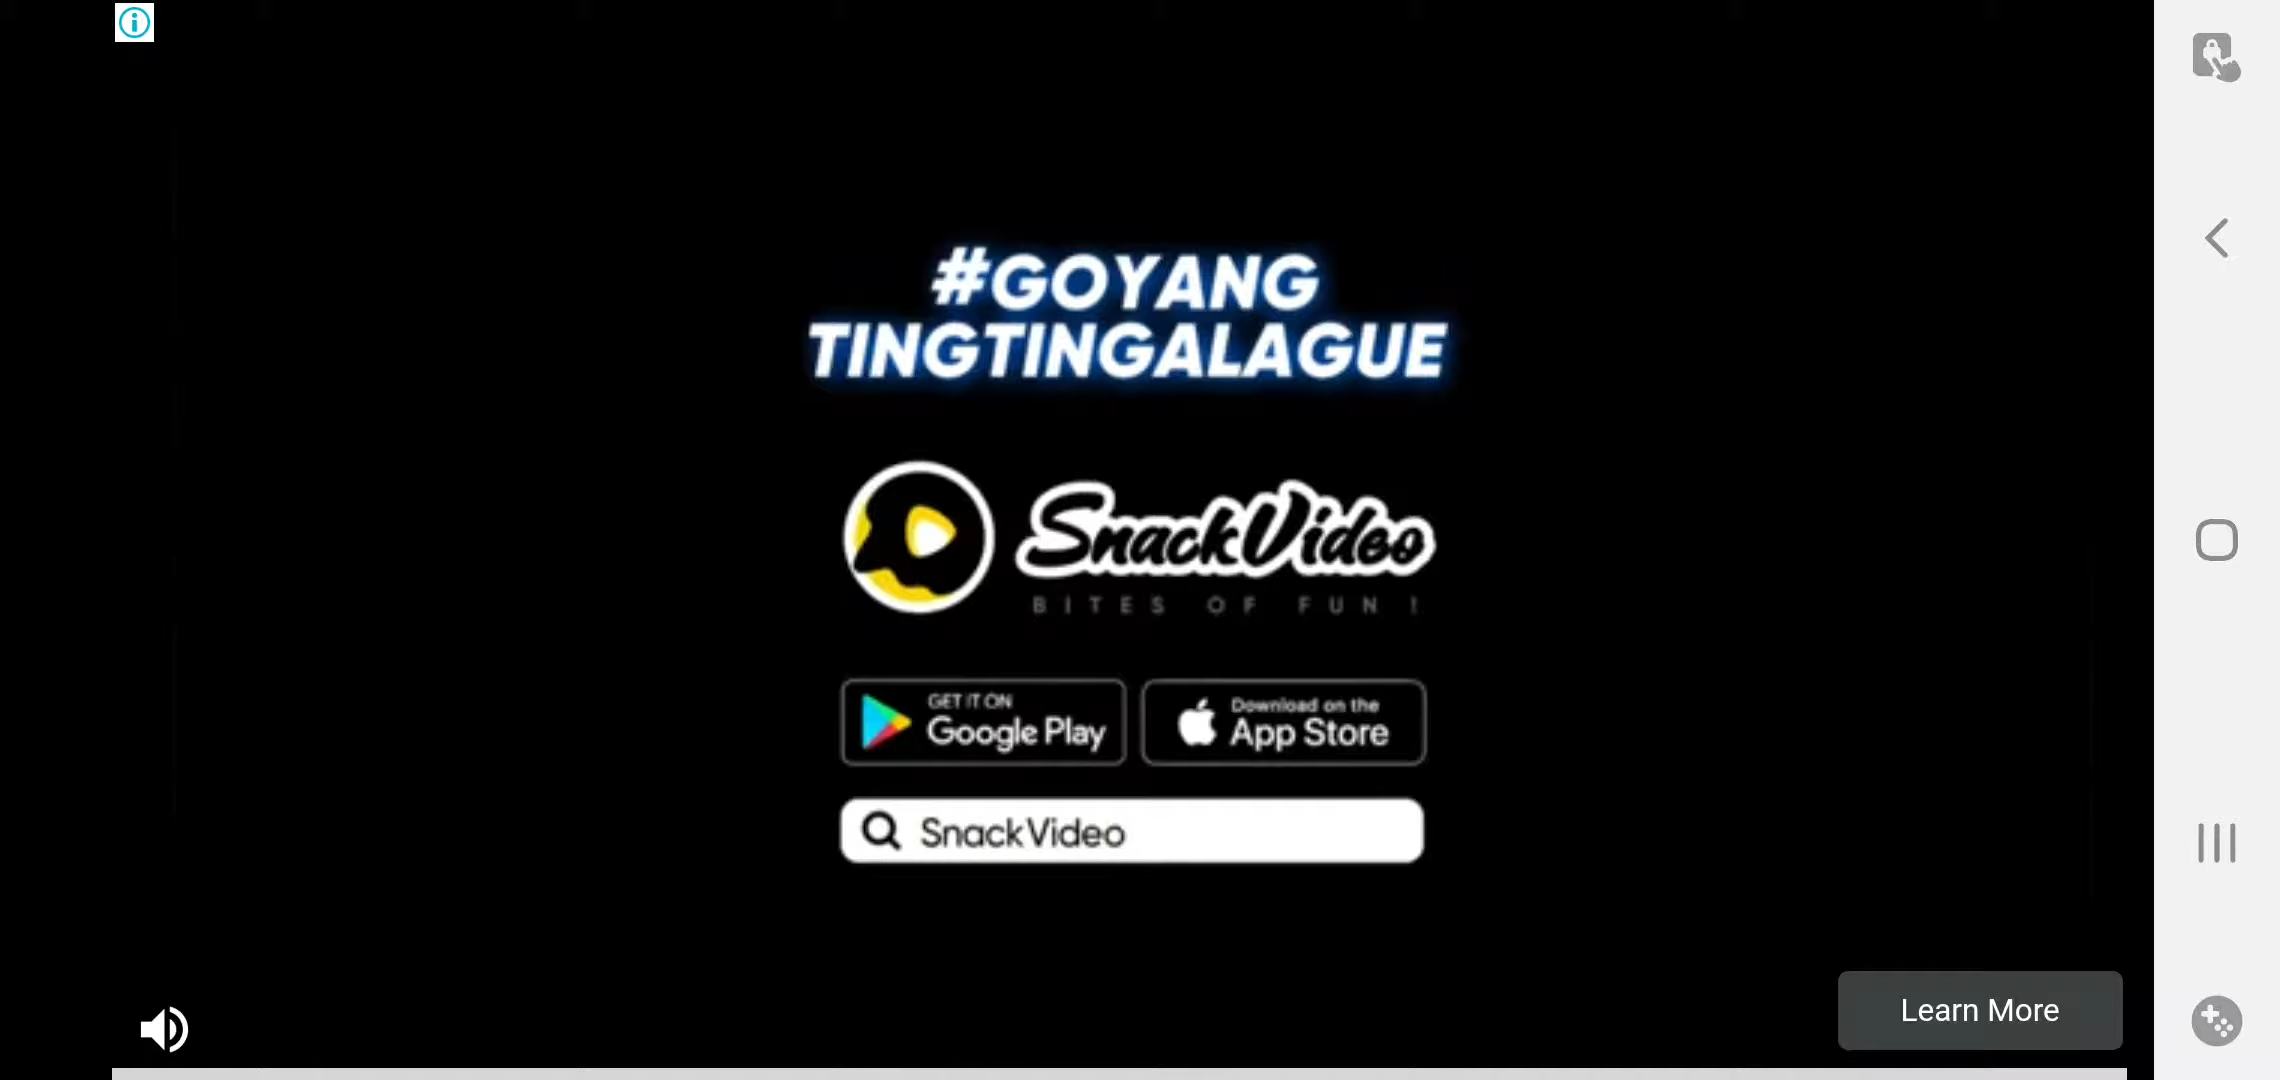 #GOYANG
TINGTINGALAGUE
SnackVideo
BITES OF FUN !
GET IT ON
Google Play
Download on the
App Store
SnackVideo
Learn More